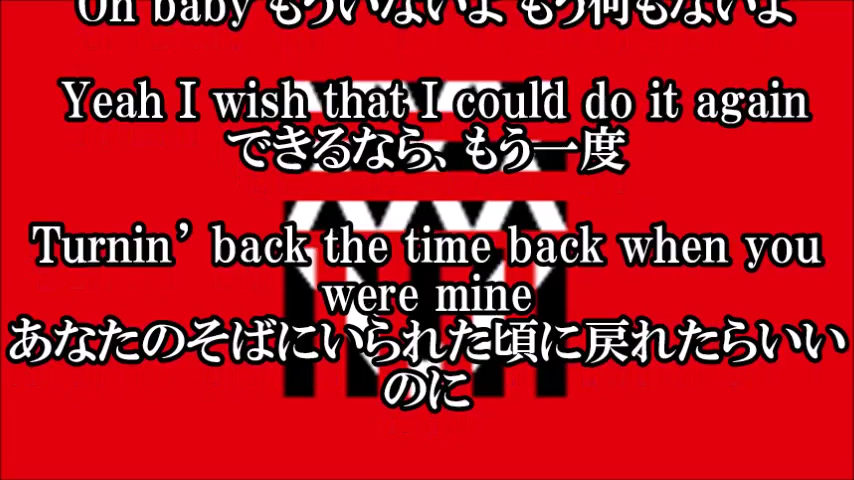 Oh baby もういないよ もう何もないよ
Yeah I wish that I could do it again
できるなら、もう一度
Turnin’ back the time back when you
were mine
あなたのそばにいられた頃に戻れたらいい
のに